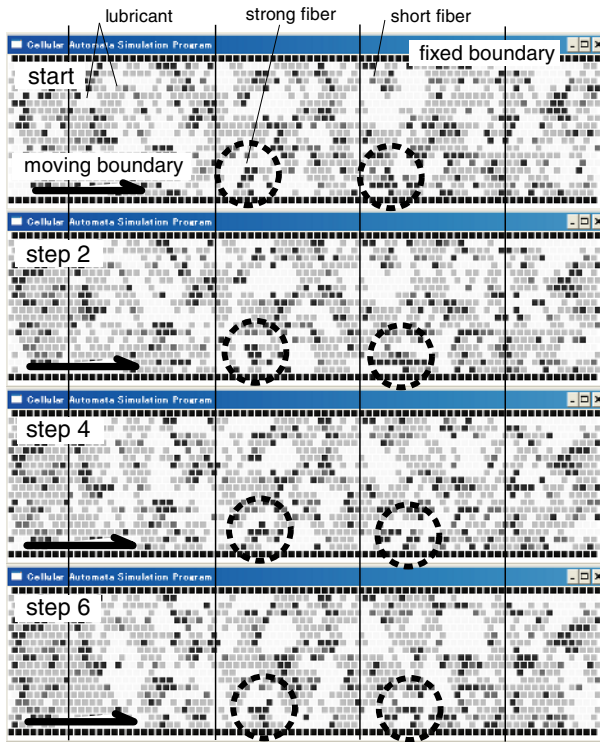 lubricant
strong fiber
short fiber
Cellular Automata Simulation Program
start
fixed boundary
moving boundary
Cellular Automata Simulation Program
step 2
Cellular Automata Simulation Program
step 4
Cellular Automata Simulation Program
step 6